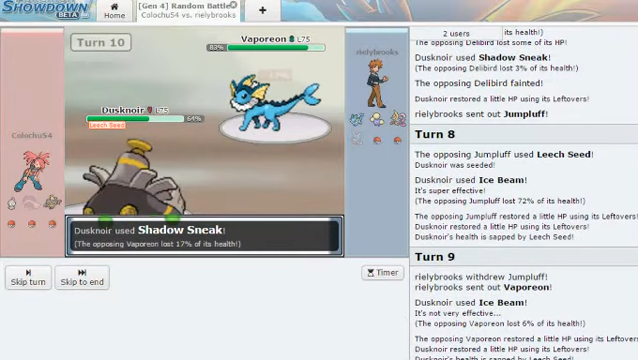 SHOWDOWN
BETA
Home
[Gen 4] Random Battle
Colochu54 vs. rielybrooks
Turn 10
Vaporeon L75
83%
Dusknoir L75
64%
Leech Seed
Colochu54
rielybrooks
Dusknoir used Shadow Sneak!
(The opposing Vaporeon lost 17% of its health!)
Skip turn
Skip to end
Timer
2 users
its health!)
The opposing Delibird lost some of its HP!
Dusknoir used Shadow Sneak!
(The opposing Delibird lost 3% of its health!)
The opposing Delibird fainted!
Dusknoir restored a little HP using its Leftovers!
rielybrooks sent out Jumpluff!
Turn 8
The opposing Jumpluff used Leech Seed!
Dusknoir was seeded!
Dusknoir used Ice Beam!
It's super effective!
(The opposing Jumpluff lost 72% of its health!)
The opposing Jumpluff restored a little HP using its
Dusknoir restored a little HP using its Leftovers!
Dusknoir's health is sapped by Leech Seed!
Turn 9
rielybrooks withdrew Jumpluff!
rielybrooks sent out Vaporeon!
Dusknoir used Ice Beam!
It's not very effective...
(The opposing Vaporeon lost 6% of its health!)
The opposing Vaporeon restored a little HP using its
Dusknoir restored a little HP using its Leftovers!
Dusknoir's health is sapped by Leech Seed!